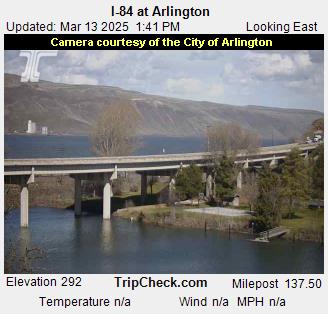 I-84 at Arlington
Updated: Mar 13 2025 1:41 PM Looking East
Camera courtesy of the City of Arlington
Elevation 292 TripCheck.com Milepost 137.50
Temperature n/a Wind n/a MPH n/a